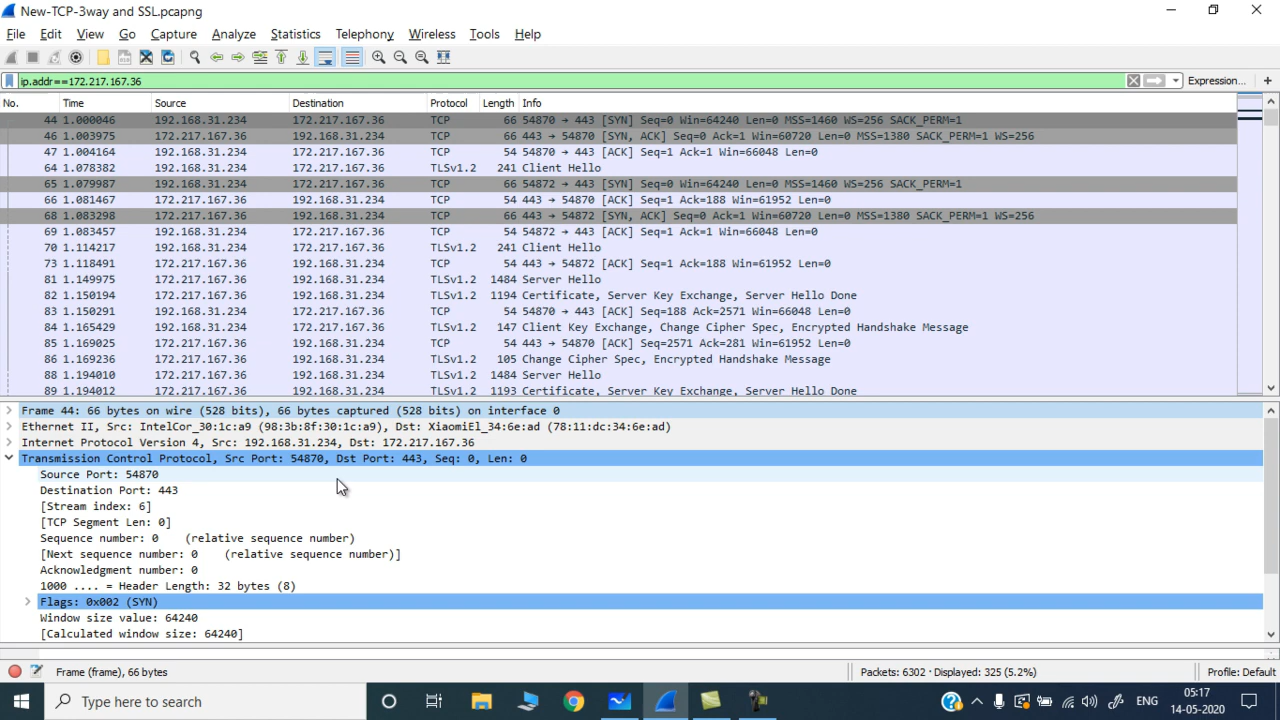 New-TCP-3way and SSL.pcapng
File Edit View Go Capture Analyze Statistics Telephony Wireless Tools Help
ip.addr==172.217.167.36 Expression... +
No. Time Source Destination Protocol Length Info
44 1.000046 192.168.31.234 172.217.167.36 TCP 66 54870 → 443 [SYN] Seq=0 Win=64240 Len=0 MSS=1460 WS=256 SACK_PERM=1
46 1.003975 172.217.167.36 192.168.31.234 TCP 66 443 → 54870 [SYN, ACK] Seq=0 Ack=1 Win=60720 Len=0 MSS=1380 SACK_PERM=1 WS=256
47 1.004164 192.168.31.234 172.217.167.36 TCP 54 54870 → 443 [ACK] Seq=1 Ack=1 Win=66048 Len=0
64 1.078382 192.168.31.234 172.217.167.36 TLSv1.2 241 Client Hello
65 1.079987 192.168.31.234 172.217.167.36 TCP 66 54872 → 443 [SYN] Seq=0 Win=64240 Len=0 MSS=1460 WS=256 SACK_PERM=1
66 1.081467 172.217.167.36 192.168.31.234 TCP 54 443 → 54870 [ACK] Seq=1 Ack=188 Win=61952 Len=0
68 1.083298 172.217.167.36 192.168.31.234 TCP 66 443 → 54872 [SYN, ACK] Seq=0 Ack=1 Win=60720 Len=0 MSS=1380 SACK_PERM=1 WS=256
69 1.083457 192.168.31.234 172.217.167.36 TCP 54 54872 → 443 [ACK] Seq=1 Ack=1 Win=66048 Len=0
70 1.114217 192.168.31.234 172.217.167.36 TLSv1.2 241 Client Hello
73 1.118491 172.217.167.36 192.168.31.234 TCP 54 443 → 54872 [ACK] Seq=1 Ack=188 Win=61952 Len=0
81 1.149975 172.217.167.36 192.168.31.234 TLSv1.2 1484 Server Hello
82 1.150194 172.217.167.36 192.168.31.234 TLSv1.2 1194 Certificate, Server Key Exchange, Server Hello Done
83 1.150291 192.168.31.234 172.217.167.36 TCP 54 54870 → 443 [ACK] Seq=188 Ack=2571 Win=66048 Len=0
84 1.165429 192.168.31.234 172.217.167.36 TLSv1.2 147 Client Key Exchange, Change Cipher Spec, Encrypted Handshake Message
85 1.169025 172.217.167.36 192.168.31.234 TCP 54 443 → 54870 [ACK] Seq=2571 Ack=281 Win=61952 Len=0
86 1.169236 172.217.167.36 192.168.31.234 TLSv1.2 105 Change Cipher Spec, Encrypted Handshake Message
88 1.194010 172.217.167.36 192.168.31.234 TLSv1.2 1484 Server Hello
89 1.194012 172.217.167.36 192.168.31.234 TLSv1.2 1193 Certificate, Server Key Exchange, Server Hello Done
Frame 44: 66 bytes on wire (528 bits), 66 bytes captured (528 bits) on interface 0
Ethernet II, Src: IntelCor_30:1c:a9 (98:3b:8f:30:1c:a9), Dst: XiaomiEl_34:6e:ad (78:11:dc:34:6e:ad)
Internet Protocol Version 4, Src: 192.168.31.234, Dst: 172.217.167.36
Transmission Control Protocol, Src Port: 54870, Dst Port: 443, Seq: 0, Len: 0
Source Port: 54870
Destination Port: 443
[Stream index: 6]
[TCP Segment Len: 0]
Sequence number: 0 (relative sequence number)
[Next sequence number: 0 (relative sequence number)]
Acknowledgment number: 0
1000 .... = Header Length: 32 bytes (8)
Flags: 0x002 (SYN)
Window size value: 64240
[Calculated window size: 64240]
Frame (frame), 66 bytes Packets: 6302 · Displayed: 325 (5.2%) Profile: Default
Type here to search ENG 05:17
14-05-2020